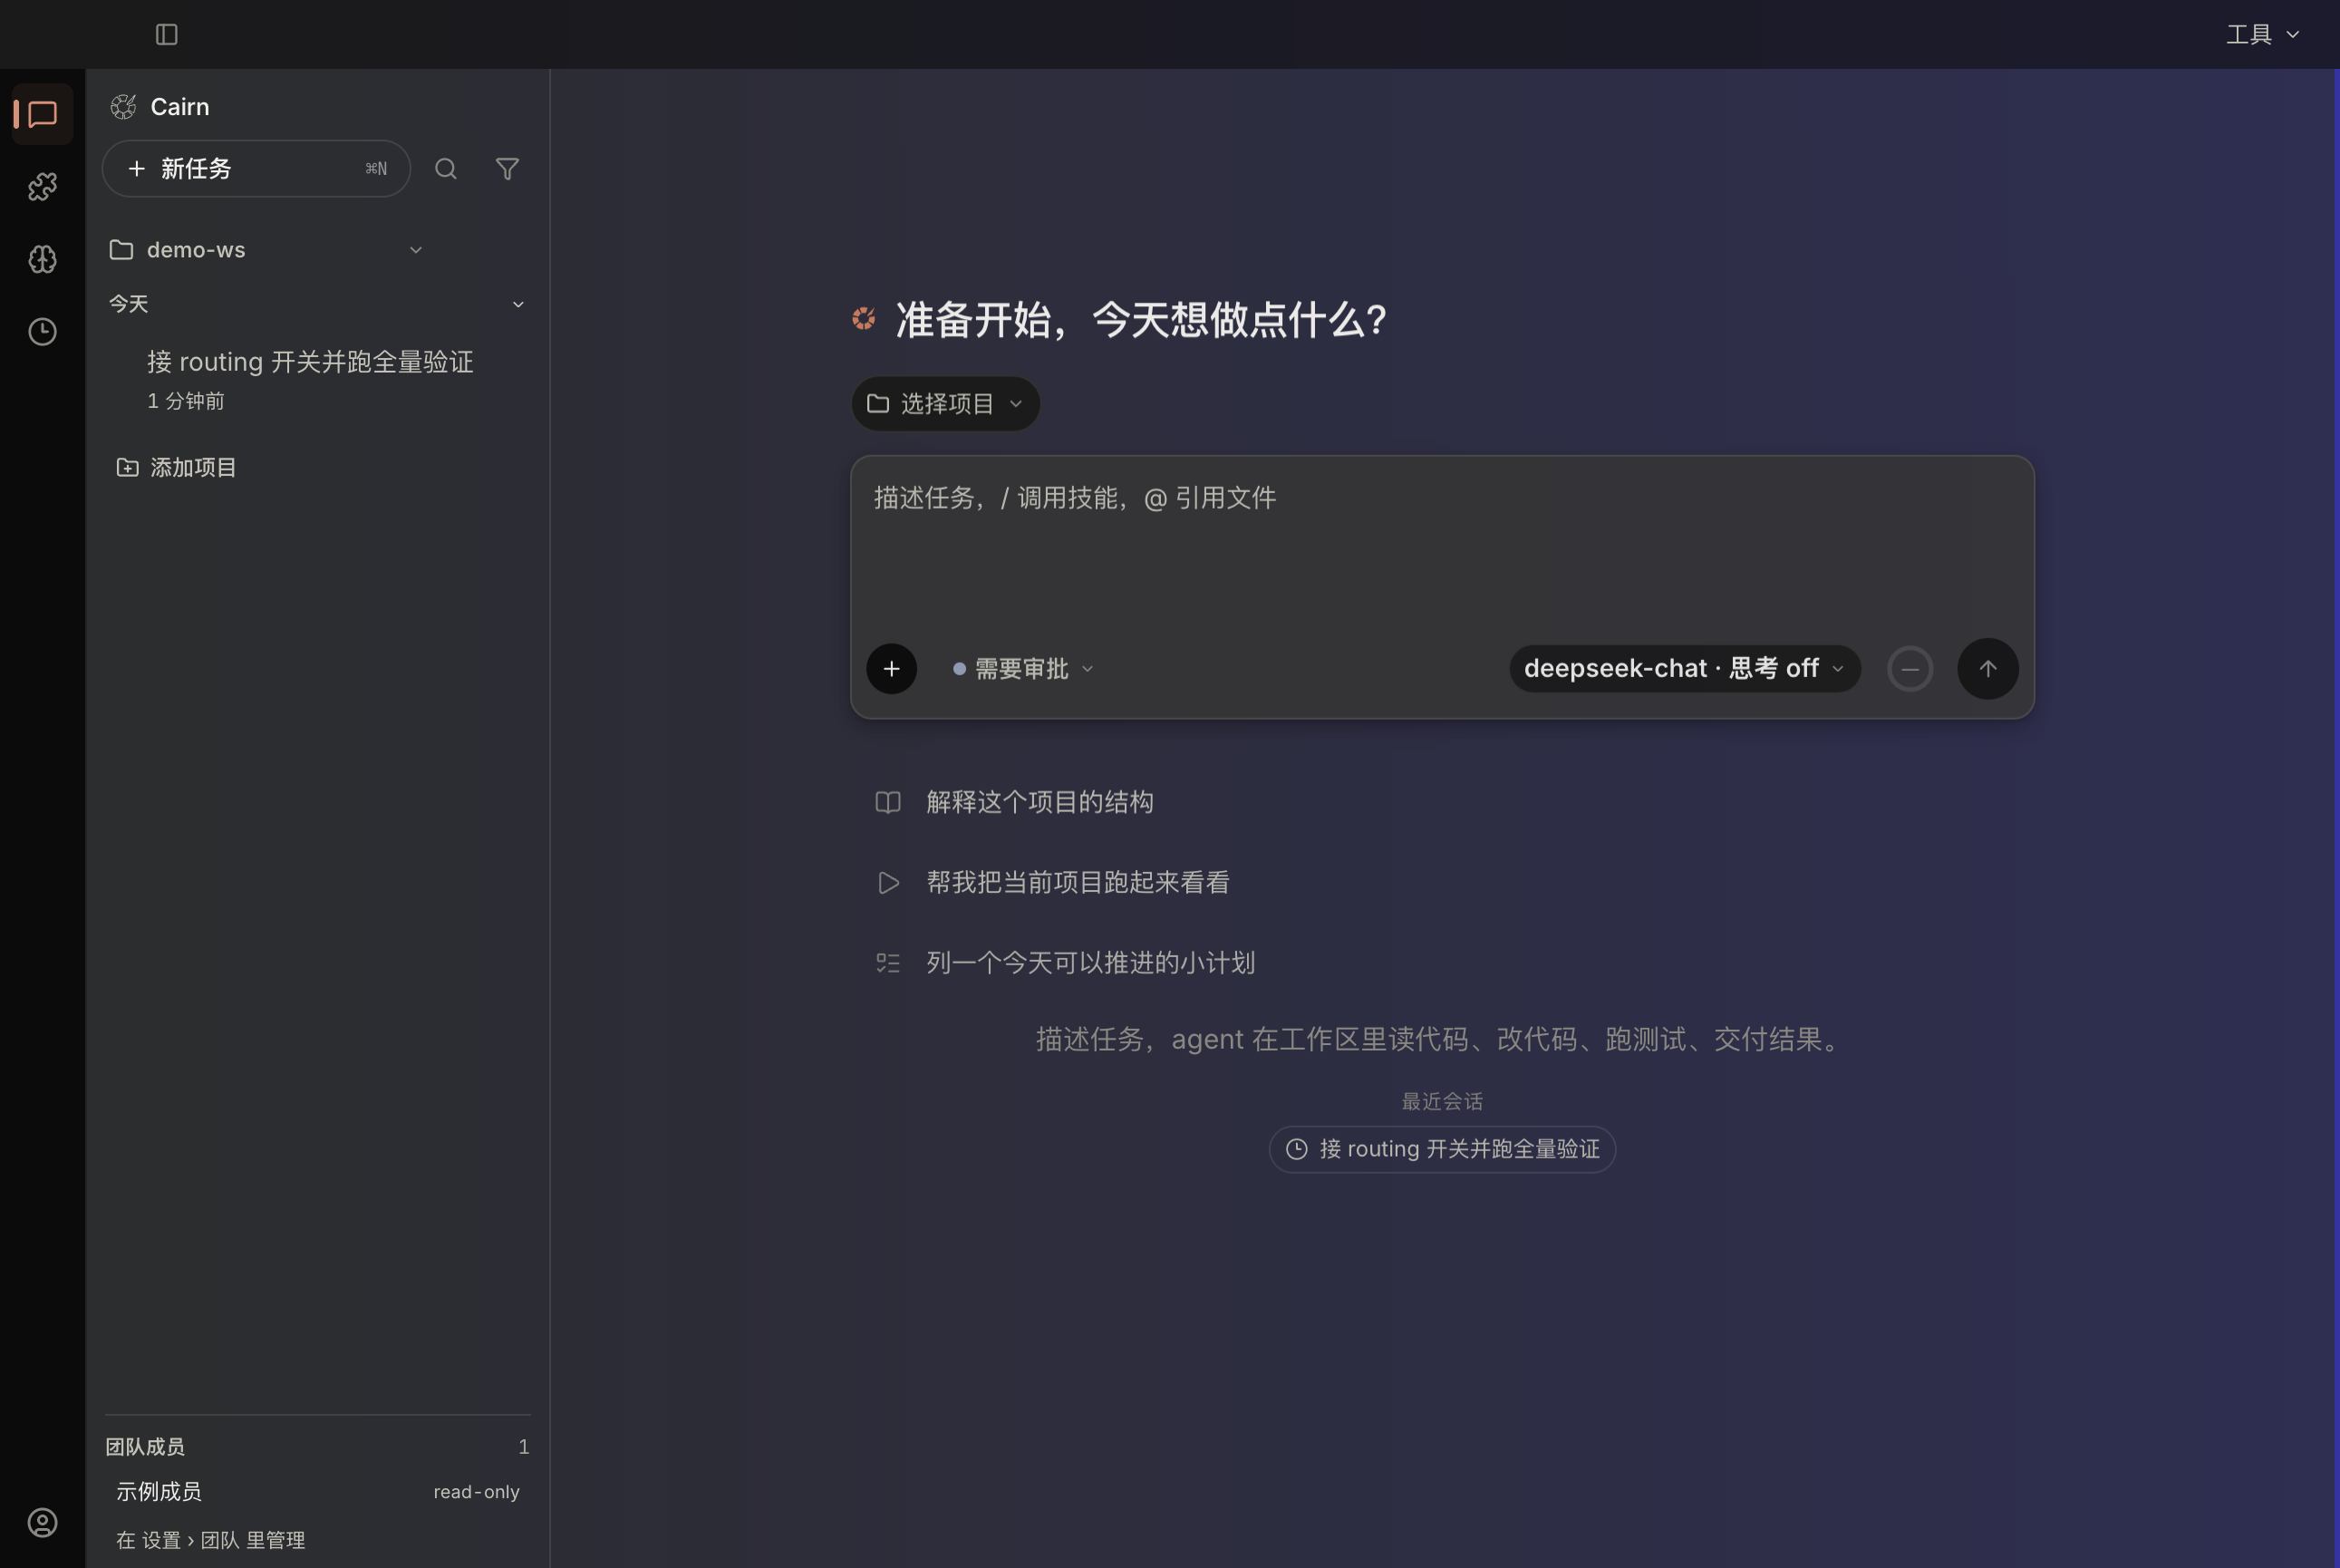 工具
Cairn
新任务 ⌘N
demo-ws
今天
接 routing 开关并跑全量验证
1 分钟前
添加项目
准备开始，今天想做点什么？
选择项目
描述任务，/ 调用技能，@ 引用文件
需要审批
deepseek-chat · 思考 off
解释这个项目的结构
帮我把当前项目跑起来看看
列一个今天可以推进的小计划
描述任务，agent 在工作区里读代码、改代码、跑测试、交付结果。
最近会话
接 routing 开关并跑全量验证
团队成员 1
示例成员 read-only
在 设置 › 团队 里管理